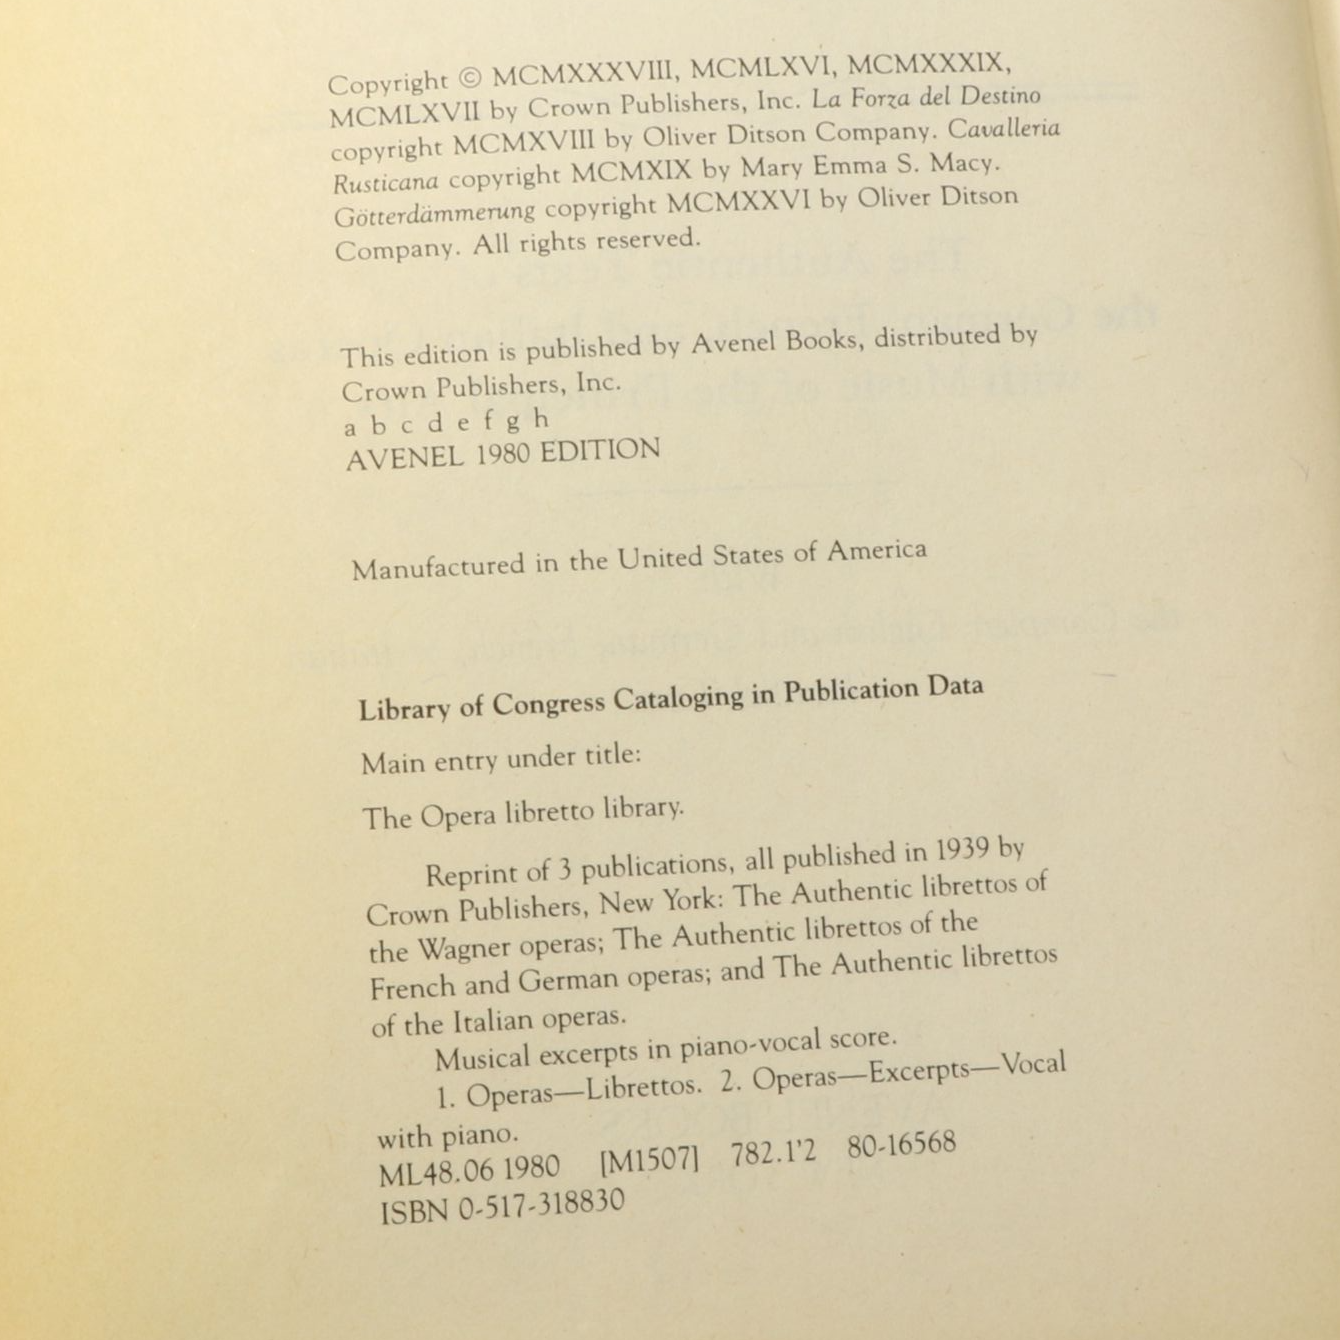 Copyright © MCMXXXVIII, MCMLXVI, MCMXXXIX,
MCMLXVII by Crown Publishers, Inc. La Forza del Destino
copyright MCMXVIII by Oliver Ditson Company. Cavalleria
Rusticana copyright MCMXIX by Mary Emma S. Macy.
Götterdämmerung copyright MCMXXVI by Oliver Ditson
Company. All rights reserved.
This edition is published by Avenel Books, distributed by
Crown Publishers, Inc.
a b c d e f g h
AVENEL 1980 EDITION
Manufactured in the United States of America
Library of Congress Cataloging in Publication Data
Main entry under title:
The Opera libretto library.
Reprint of 3 publications, all published in 1939 by
Crown Publishers, New York: The Authentic librettos of
the Wagner operas; The Authentic librettos of the
French and German operas; and The Authentic librettos
of the Italian operas.
Musical excerpts in piano-vocal score.
1. Operas—Librettos. 2. Operas—Excerpts—Vocal
with piano.
ML48.06 1980 [M1507] 782.1'2 80-16568
ISBN 0-517-318830